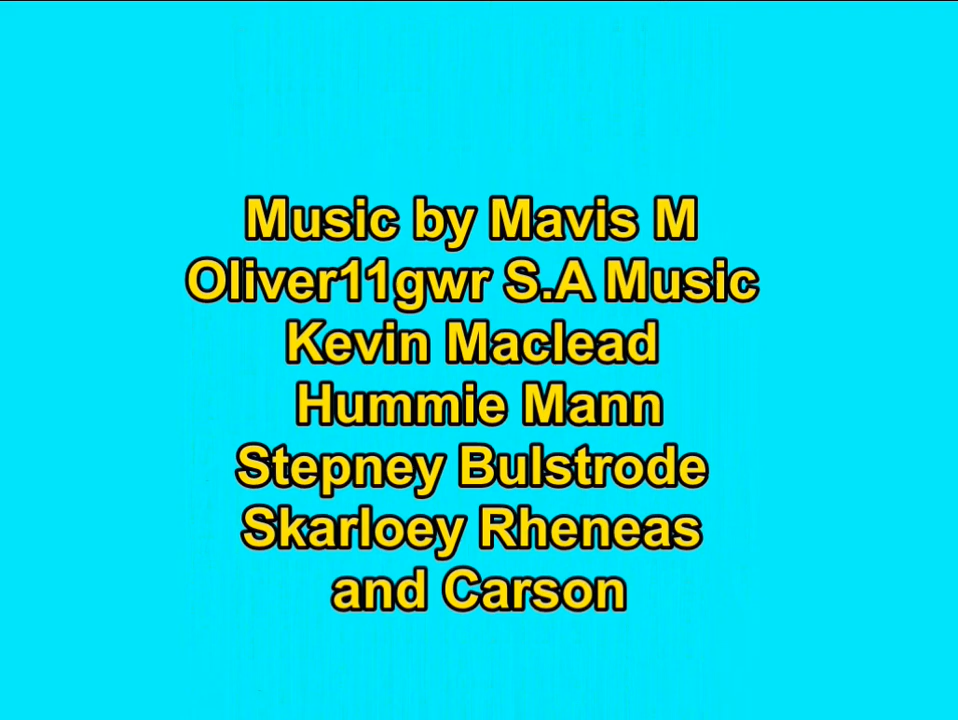 Music by Mavis M
Oliver11gwr S.A Music
Kevin Maclead
Hummie Mann
Stepney Bulstrode
Skarloey Rheneas
and Carson